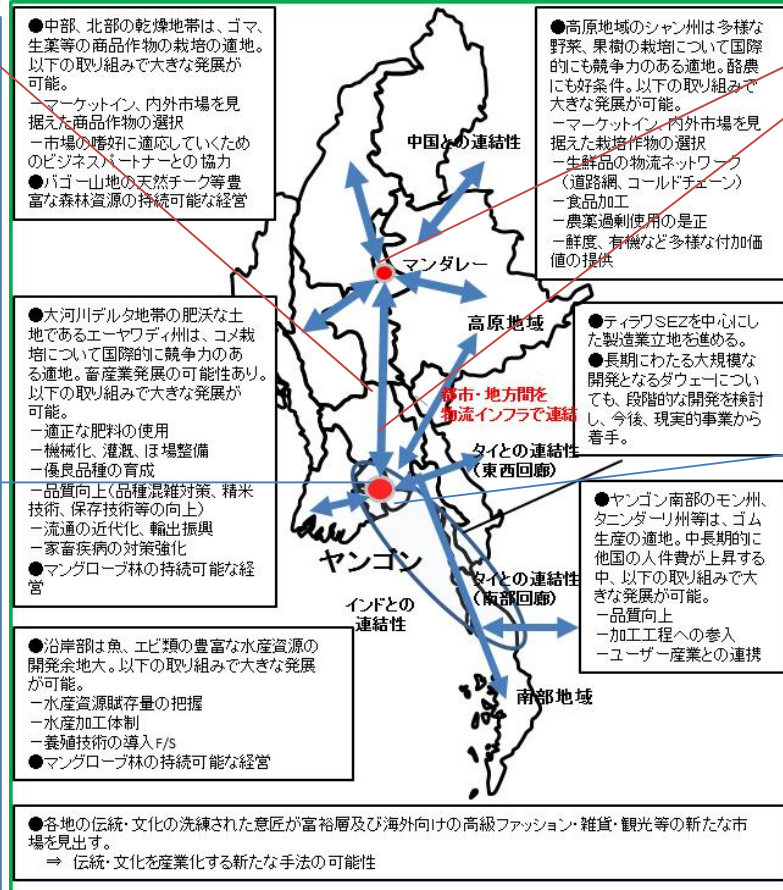 ●中部、北部の乾燥地帯は、ゴマ、
生薬等の商品作物の栽培の適地。
以下の取り組みで大きな発展が
可能。
－マーケットイン、内外市場を見
据えた商品作物の選択
－市場の嗜好に適応していくため
のビジネスパートナーとの協力
●バゴー山地の天然チーク等豊
富な森林資源の持続可能な経営
●高原地域のシャン州は多様な
野菜、果樹の栽培について国際
的にも競争力のある適地。酪農
にも好条件。以下の取り組みで
大きな発展が可能。
－マーケットイン、内外市場を見
据えた栽培作物の選択
－生鮮品の物流ネットワーク
（道路網、コールドチェーン）
－食品加工
－農薬過剰使用の是正
－鮮度、有機など多様な付加価
値の提供
中国との連結性
マンダレー
高原地域
●大河川デルタ地帯の肥沃な土
地であるエーヤワディ州は、コメ栽
培について国際的に競争力のあ
る適地。畜産業発展の可能性あり。
以下の取り組みで大きな発展が
可能。
－適正な肥料の使用
－機械化、灌漑、ほ場整備
－優良品種の育成
－品質向上（品種混雑対策、精米
技術、保存技術等の向上）
－流通の近代化、輸出振興
－家畜疾病の対策強化
●マングローブ林の持続可能な経
営
●ティラワSEZを中心にし
た製造業立地を進める。
●長期にわたる大規模な
開発となるダウェーについ
ても、段階的な開発を検討
し、今後、現実的事業から
着手。
都市・地方間を
物流インフラで連結
タイとの連結性
（東西回廊）
ヤンゴン
タイとの連結性
（南部回廊）
インドとの
連結性
●ヤンゴン南部のモン州、
タニンダーリ州等は、ゴム
生産の適地。中長期的に
他国の人件費が上昇する
中、以下の取り組みで大
きな発展が可能。
－品質向上
－加工工程への参入
－ユーザー産業との連携
南部地域
●沿岸部は魚、エビ類の豊富な水産資源の
開発余地大。以下の取り組みで大きな発展
が可能。
－水産資源賦存量の把握
－水産加工体制
－養殖技術の導入F/S
●マングローブ林の持続可能な経営
●各地の伝統・文化の洗練された意匠が富裕層及び海外向けの高級ファッション・雑貨・観光等の新たな市
場を見出す。
⇒ 伝統・文化を産業化する新たな手法の可能性